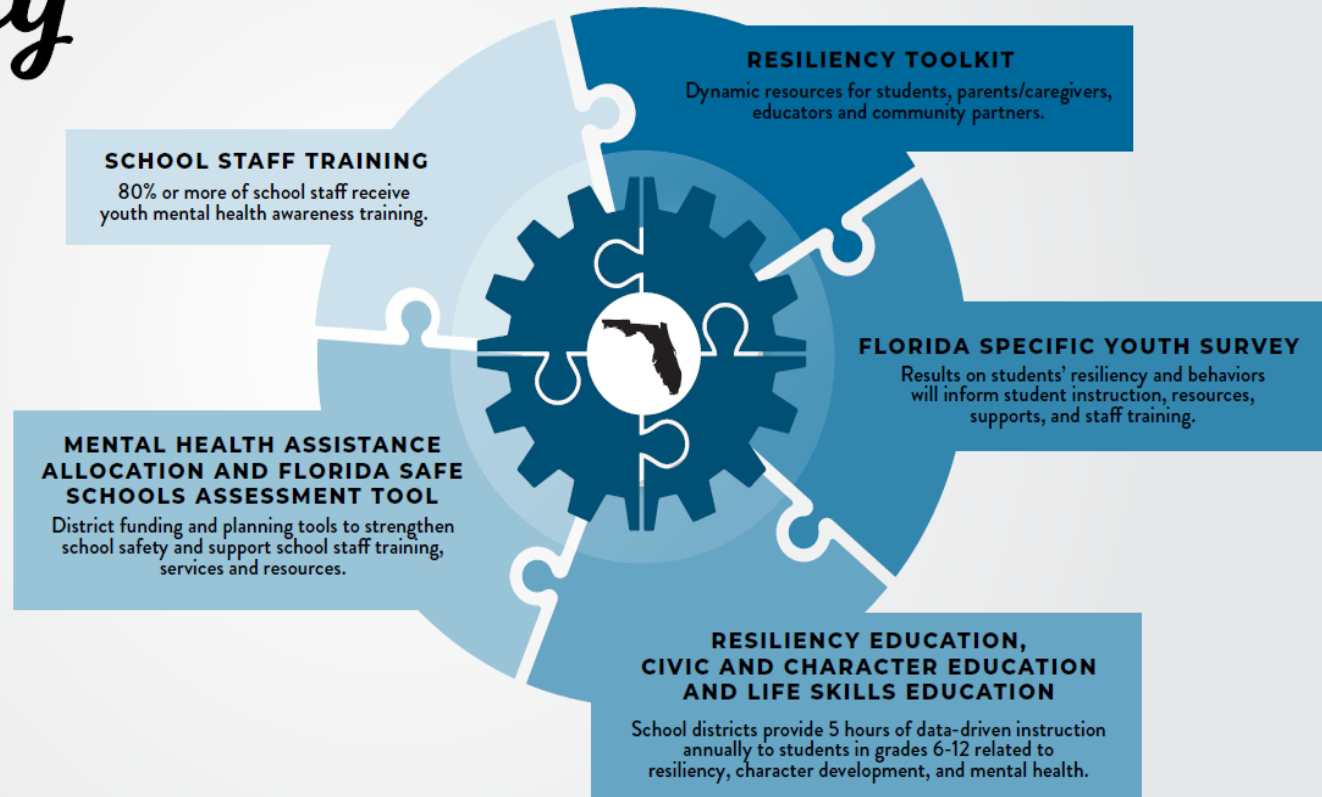 RESILIENCY TOOLKIT
Dynamic resources for students, parents/caregivers,
educators and community partners.
SCHOOL STAFF TRAINING
80% or more of school staff receive
youth mental health awareness training.
FLORIDA SPECIFIC YOUTH SURVEY
Results on students’ resiliency and behaviors
will inform student instruction, resources,
supports, and staff training.
MENTAL HEALTH ASSISTANCE
ALLOCATION AND FLORIDA SAFE
SCHOOLS ASSESSMENT TOOL
District funding and planning tools to strengthen
school safety and support school staff training,
services and resources.
RESILIENCY EDUCATION,
CIVIC AND CHARACTER EDUCATION
AND LIFE SKILLS EDUCATION
School districts provide 5 hours of data-driven instruction
annually to students in grades 6-12 related to
resiliency, character development, and mental health.